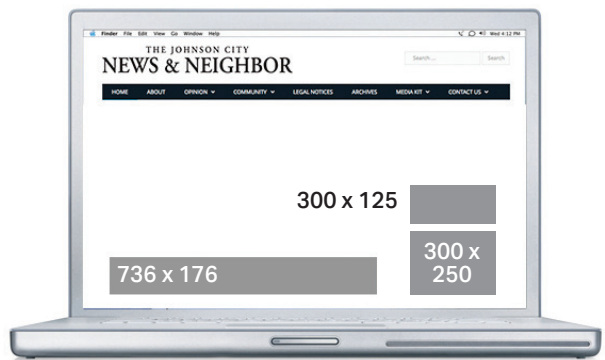 Finder File Edit View Go Window Help Wed 4:12 PM
THE JOHNSON CITY
NEWS & NEIGHBOR
Search ... Search
HOME ABOUT OPINION COMMUNITY LEGAL NOTICES ARCHIVES MEDIA KIT CONTACT US
300 x 125
300 x
250
736 x 176